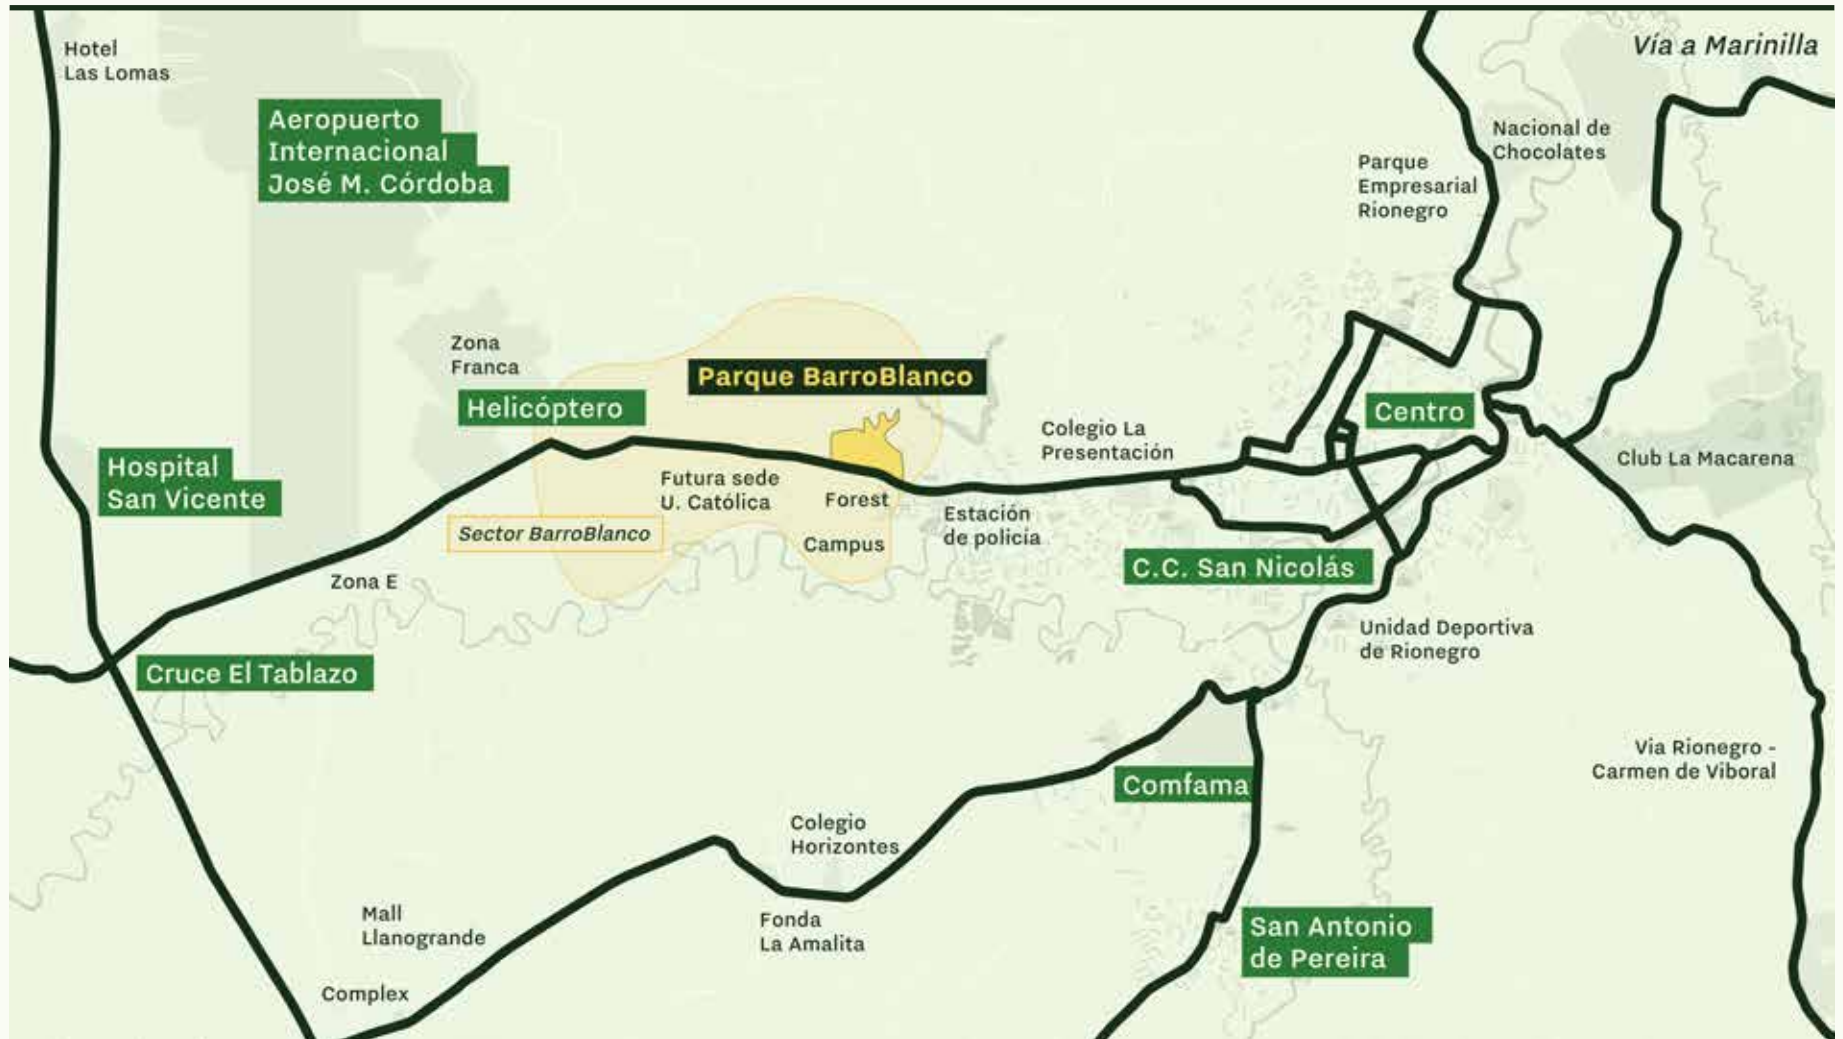 Hotel
Las Lomas
Vía a Marinilla
Aeropuerto
Internacional
José M. Córdoba
Nacional de
Chocolates
Parque
Empresarial
Rionegro
Zona
Franca
Helicóptero
Parque BarroBlanco
Centro
Colegio La
Presentación
Club La Macarena
Hospital
San Vicente
Futura sede
U. Católica
Forest
Sector BarroBlanco
Campus
Estación
de policía
C.C. San Nicolás
Zona E
Unidad Deportiva
de Rionegro
Cruce El Tablazo
Via Rionegro -
Carmen de Viboral
Comfama
Colegio
Horizontes
Mall
Llanogrande
Fonda
La Amalita
San Antonio
de Pereira
Complex